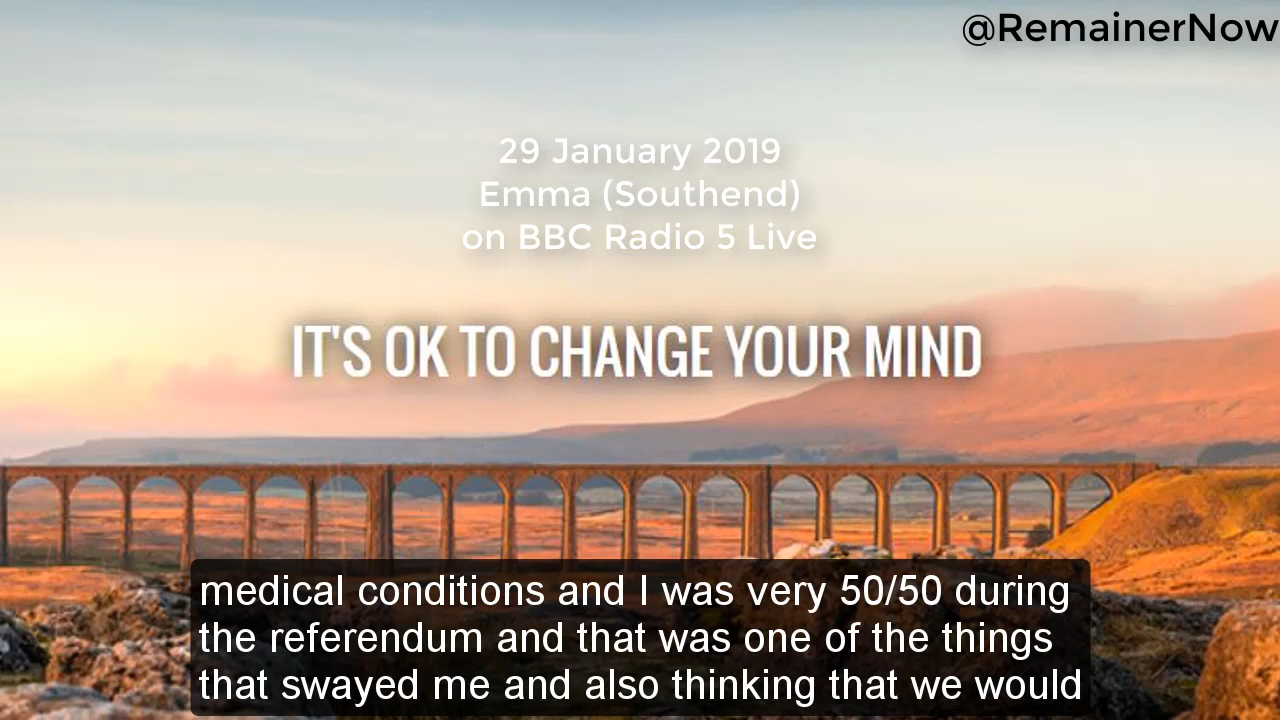 @RemainerNow
29 January 2019
Emma (Southend)
on BBC Radio 5 Live
IT'S OK TO CHANGE YOUR MIND
medical conditions and I was very 50/50 during
the referendum and that was one of the things
that swayed me and also thinking that we would